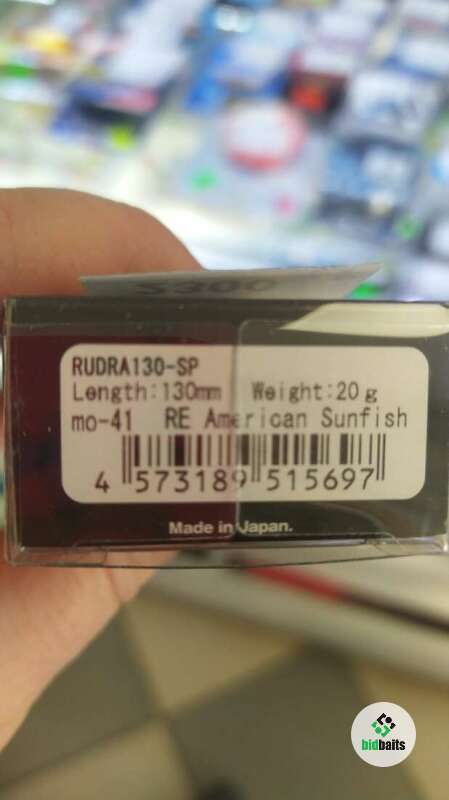 RUDRA130-SP
Length:130mm Weight:20g
mo-41 RE American Sunfish
4 573189 515697
Made in Japan.
bidbaits